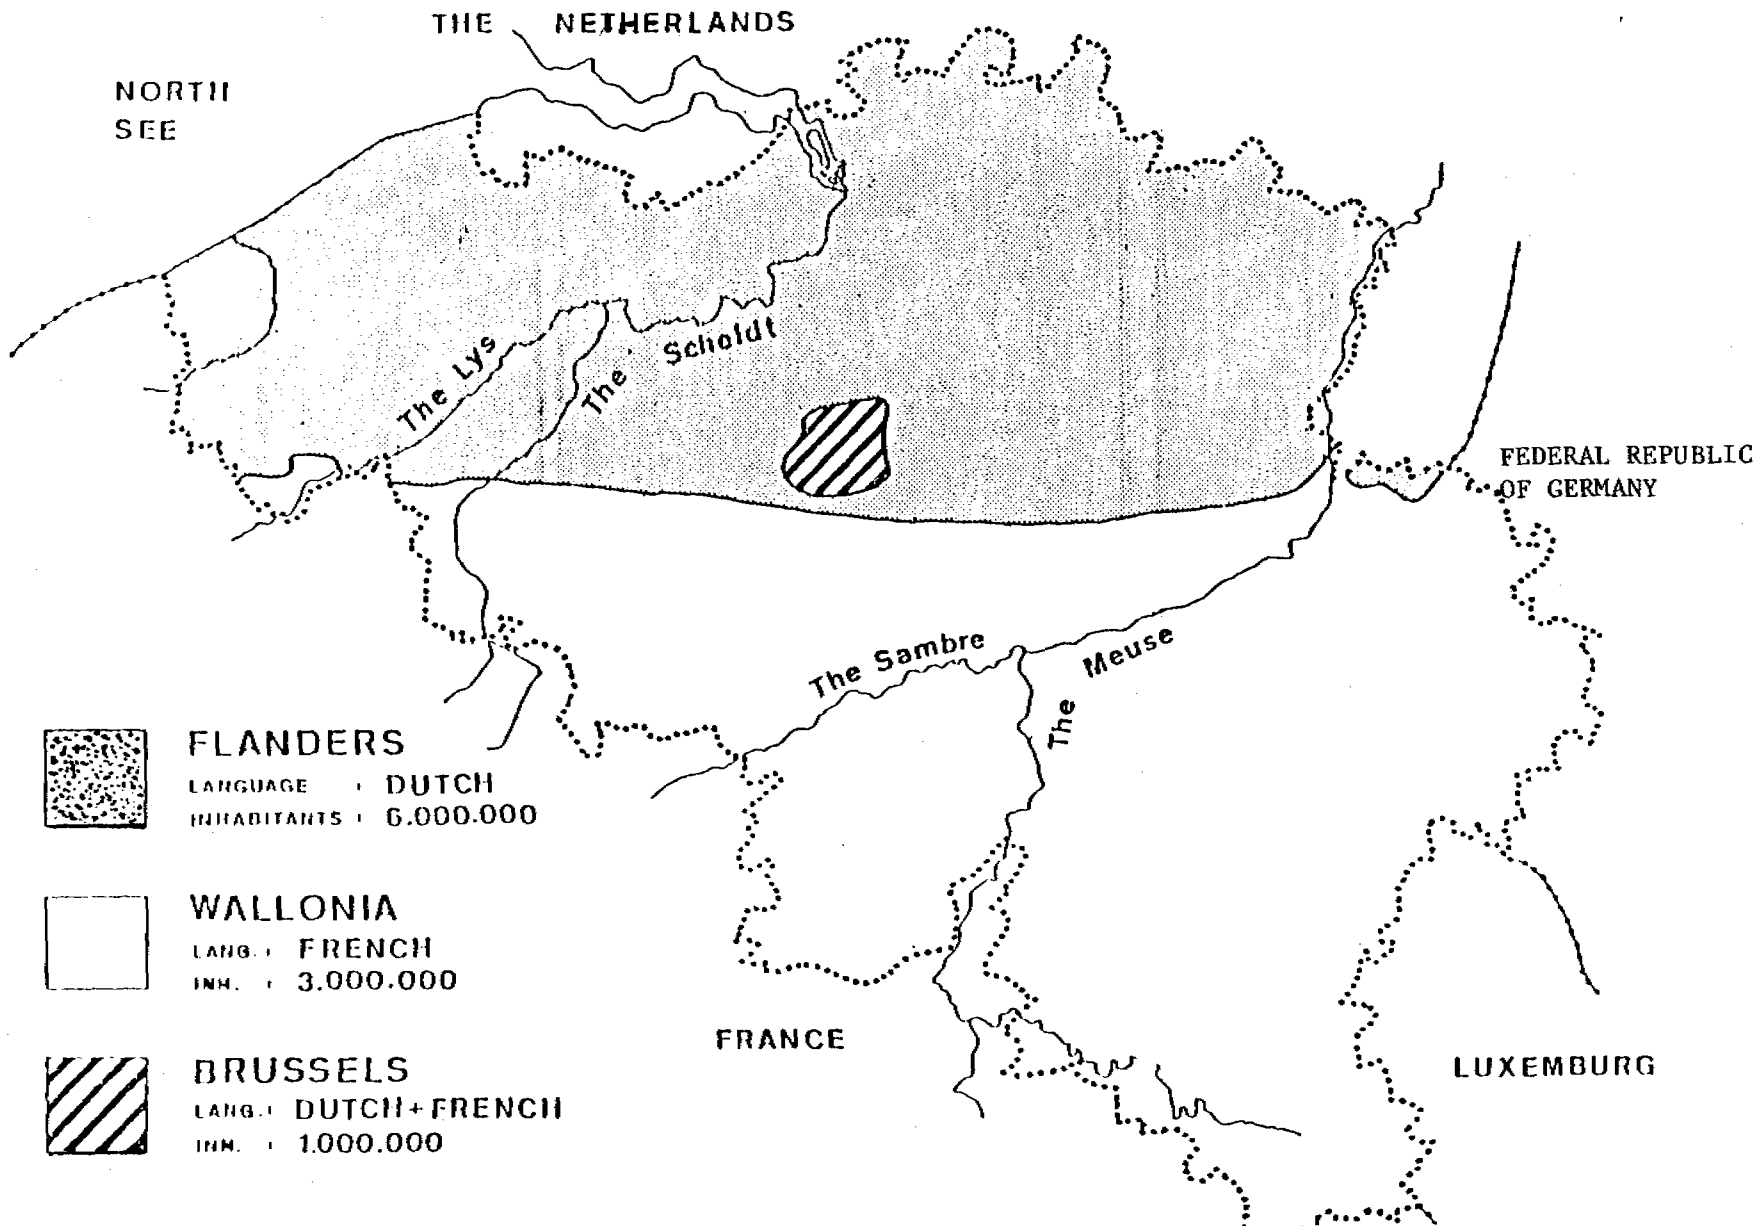 THE NETHERLANDS
NORTH
SEE
The Lys
The Scholdt
FEDERAL REPUBLIC
OF GERMANY
The Sambre
The Meuse
FLANDERS
LANGUAGE : DUTCH
INHABITANTS : 6.000.000
WALLONIA
LANG. : FRENCH
INH. : 3.000.000
FRANCE
LUXEMBURG
BRUSSELS
LANG. : DUTCH+FRENCH
INH. : 1.000.000